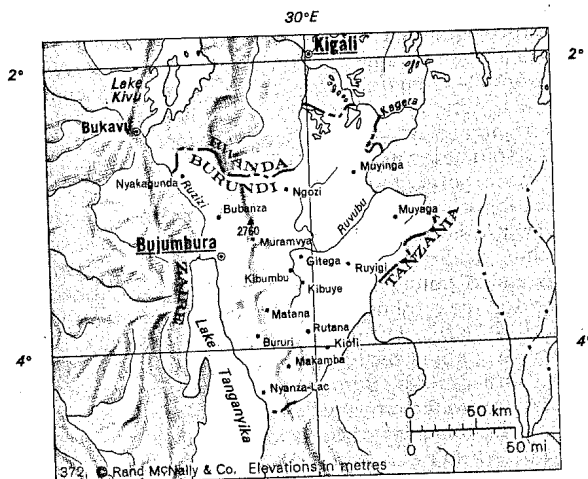 30°E
Kigali
2°
2°
Lake
Kivu
Kagera
Bukavu
RWANDA
BURUNDI
Muyinga
Nyakagunda
Ruzizi
Ngozi
Ruvubu
Bubanza
Muyaga
2760
Muramvya
TANZANIA
Bujumbura
Gitega
Ruyigi
Kibumbu
Kibuye
ZAIRE
Matana
Lake
Rutana
Bururi
Kiofi
4°
4°
Makamba
Tanganyika
Nyanza-Lac
0 50 km
0 50 mi
372, © Rand McNally & Co. Elevations in metres